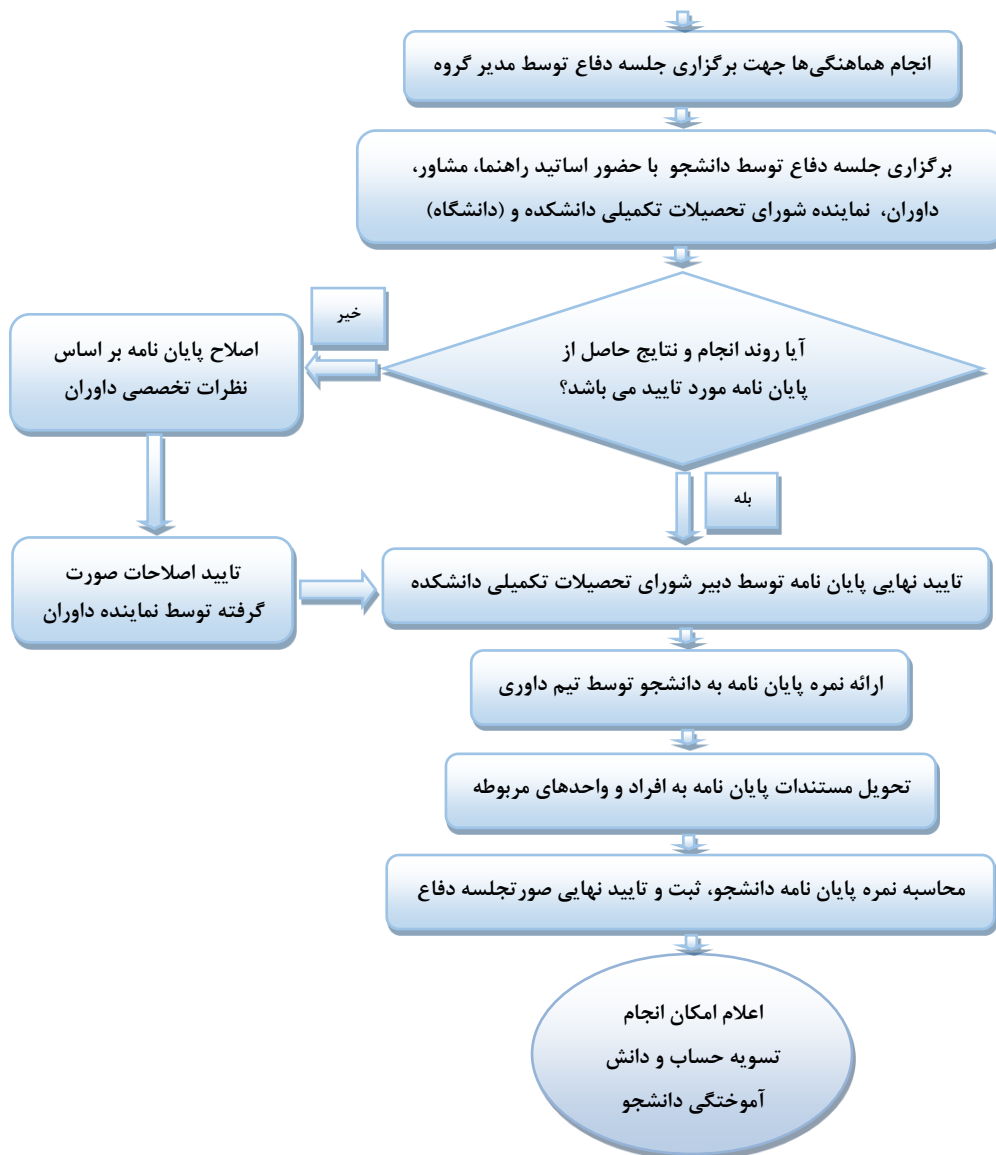 انجام هماهنگی‌ها جهت برگزاری جلسه دفاع توسط مدیر گروه
برگزاری جلسه دفاع توسط دانشجو با حضور اساتید راهنما، مشاور،
داوران، نماینده شورای تحصیلات تکمیلی دانشکده و (دانشگاه)
آیا روند انجام و نتایج حاصل از
پایان نامه مورد تایید می باشد؟
خیر
اصلاح پایان نامه بر اساس
نظرات تخصصی داوران
بله
تایید اصلاحات صورت
گرفته توسط نماینده داوران
تایید نهایی پایان نامه توسط دبیر شورای تحصیلات تکمیلی دانشکده
ارائه نمره پایان نامه به دانشجو توسط تیم داوری
تحویل مستندات پایان نامه به افراد و واحدهای مربوطه
محاسبه نمره پایان نامه دانشجو، ثبت و تایید نهایی صورتجلسه دفاع
اعلام امکان انجام
تسویه حساب و دانش
آموختگی دانشجو